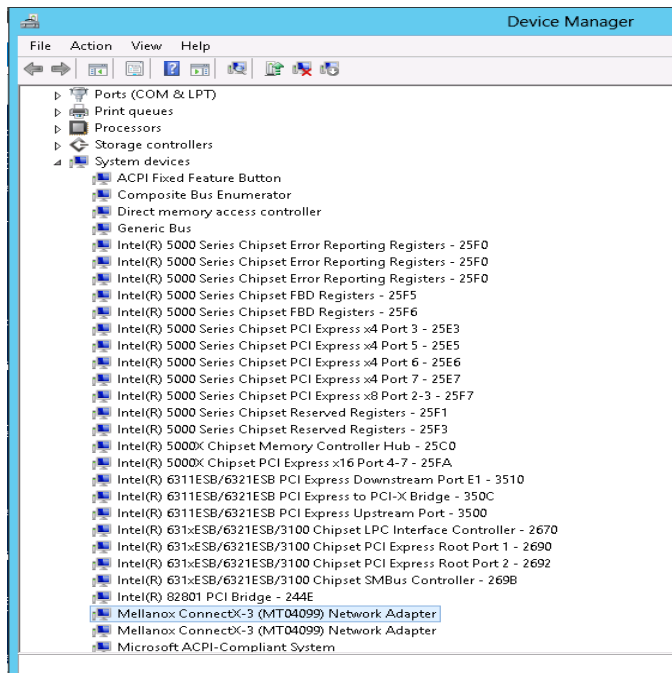 Device Manager
File Action View Help
Ports (COM & LPT)
Print queues
Processors
Storage controllers
System devices
ACPI Fixed Feature Button
Composite Bus Enumerator
Direct memory access controller
Generic Bus
Intel(R) 5000 Series Chipset Error Reporting Registers - 25F0
Intel(R) 5000 Series Chipset Error Reporting Registers - 25F0
Intel(R) 5000 Series Chipset Error Reporting Registers - 25F0
Intel(R) 5000 Series Chipset FBD Registers - 25F5
Intel(R) 5000 Series Chipset FBD Registers - 25F6
Intel(R) 5000 Series Chipset PCI Express x4 Port 3 - 25E3
Intel(R) 5000 Series Chipset PCI Express x4 Port 5 - 25E5
Intel(R) 5000 Series Chipset PCI Express x4 Port 6 - 25E6
Intel(R) 5000 Series Chipset PCI Express x4 Port 7 - 25E7
Intel(R) 5000 Series Chipset PCI Express x8 Port 2-3 - 25F7
Intel(R) 5000 Series Chipset Reserved Registers - 25F1
Intel(R) 5000 Series Chipset Reserved Registers - 25F3
Intel(R) 5000X Chipset Memory Controller Hub - 25C0
Intel(R) 5000X Chipset PCI Express x16 Port 4-7 - 25FA
Intel(R) 6311ESB/6321ESB PCI Express Downstream Port E1 - 3510
Intel(R) 6311ESB/6321ESB PCI Express to PCI-X Bridge - 350C
Intel(R) 6311ESB/6321ESB PCI Express Upstream Port - 3500
Intel(R) 631xESB/6321ESB/3100 Chipset LPC Interface Controller - 2670
Intel(R) 631xESB/6321ESB/3100 Chipset PCI Express Root Port 1 - 2690
Intel(R) 631xESB/6321ESB/3100 Chipset PCI Express Root Port 2 - 2692
Intel(R) 631xESB/6321ESB/3100 Chipset SMBus Controller - 269B
Intel(R) 82801 PCI Bridge - 244E
Mellanox ConnectX-3 (MT04099) Network Adapter
Mellanox ConnectX-3 (MT04099) Network Adapter
Microsoft ACPI-Compliant System